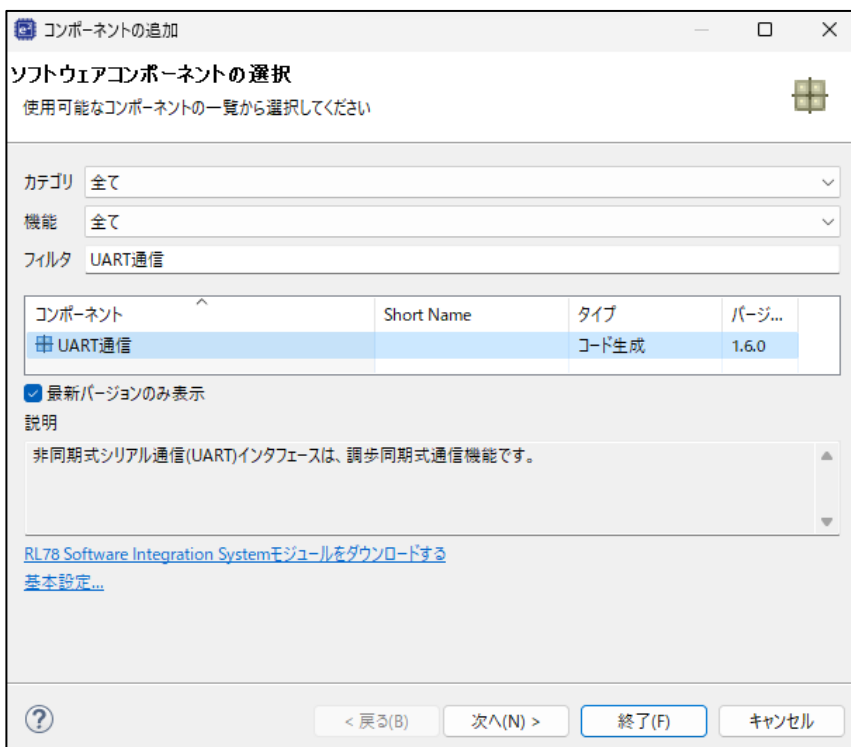 コンポーネントの追加
ソフトウェアコンポーネントの選択
使用可能なコンポーネントの一覧から選択してください
カテゴリ 全て
機能 全て
フィルタ UART通信
コンポーネント Short Name タイプ バージ...
UART通信 コード生成 1.6.0
最新バージョンのみ表示
説明
非同期式シリアル通信(UART)インタフェースは、調歩同期式通信機能です。
RL78 Software Integration Systemモジュールをダウンロードする
基本設定...
< 戻る(B) 次へ(N) > 終了(F) キャンセル